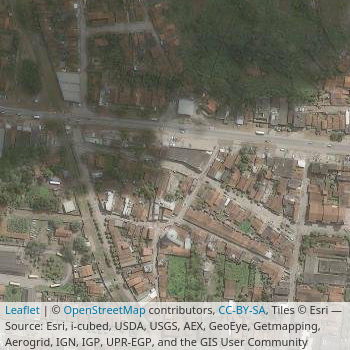 Leaflet | © OpenStreetMap contributors, CC-BY-SA, Tiles © Esri —
Source: Esri, i-cubed, USDA, USGS, AEX, GeoEye, Getmapping,
Aerogrid, IGN, IGP, UPR-EGP, and the GIS User Community